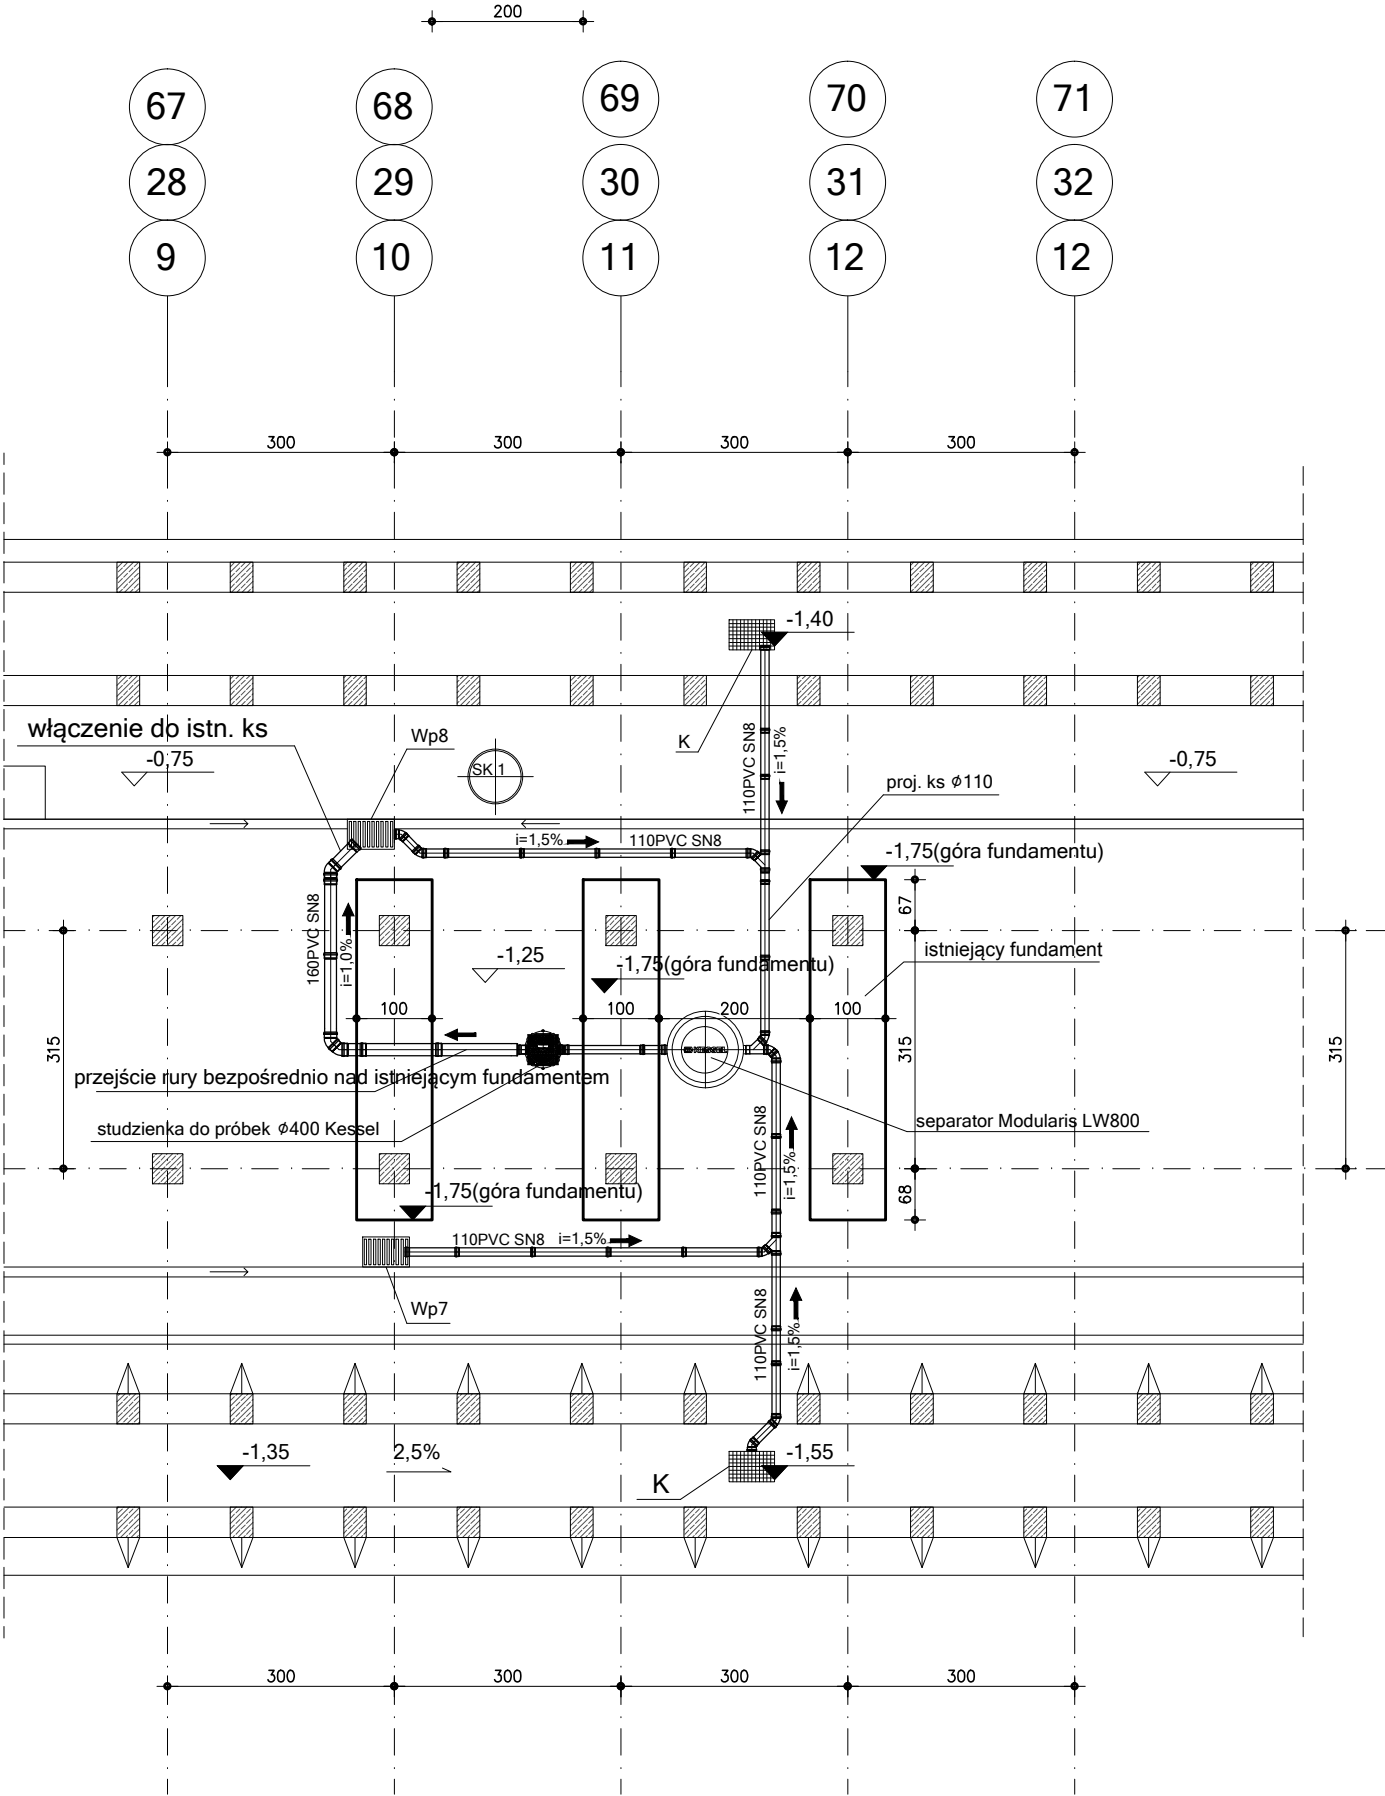 200
67
68
69
70
71
28
29
30
31
32
9
10
11
12
12
300
300
300
300
-1,40
włączenie do istn. ks
Wp8
K
-0,75
SK 1
110PVC SN8
i=1,5%
-0,75
proj. ks ⌀110
i=1,5%
110PVC SN8
-1,75(góra fundamentu)
67
160PVC SN8
i=1,0%
-1,25
-1,75(góra fundamentu)
istniejący fundament
100
100
200
100
315
KESSEL
315
315
przejście rury bezpośrednio nad istniejącym fundamentem
studzienka do próbek ⌀400 Kessel
separator Modularis LW800
110PVC SN8
i=1,5%
-1,75(góra fundamentu)
68
110PVC SN8
i=1,5%
Wp7
110PVC SN8
i=1,5%
-1,35
2,5%
-1,55
K
300
300
300
300